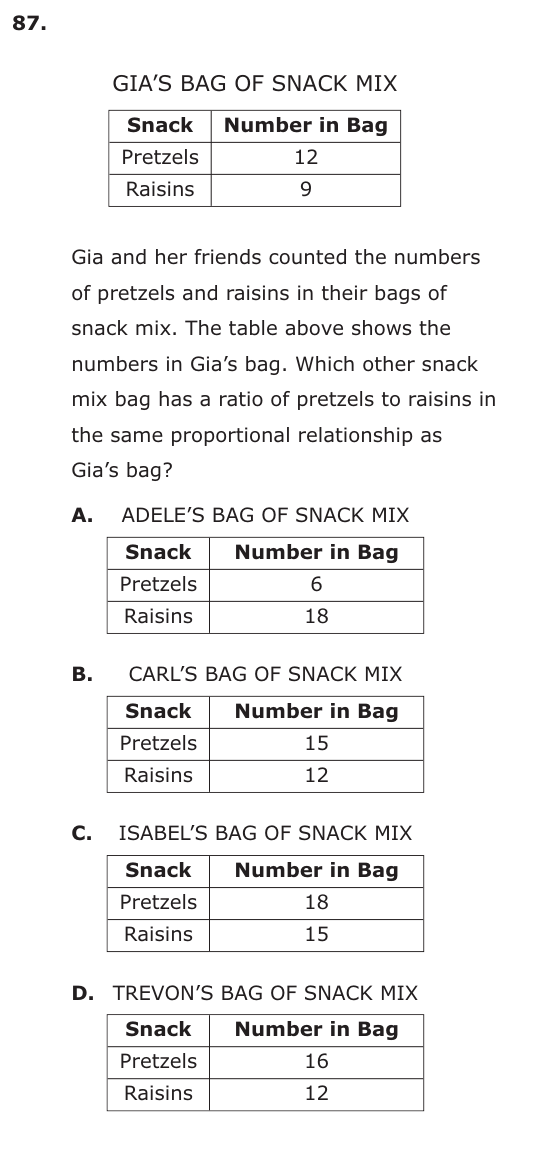 87.
GIA’S BAG OF SNACK MIX
Snack Number in Bag
Pretzels 12
Raisins 9
Gia and her friends counted the numbers
of pretzels and raisins in their bags of
snack mix. The table above shows the
numbers in Gia’s bag. Which other snack
mix bag has a ratio of pretzels to raisins in
the same proportional relationship as
Gia’s bag?
A. ADELE’S BAG OF SNACK MIX
Snack Number in Bag
Pretzels 6
Raisins 18
B. CARL’S BAG OF SNACK MIX
Snack Number in Bag
Pretzels 15
Raisins 12
C. ISABEL’S BAG OF SNACK MIX
Snack Number in Bag
Pretzels 18
Raisins 15
D. TREVON’S BAG OF SNACK MIX
Snack Number in Bag
Pretzels 16
Raisins 12